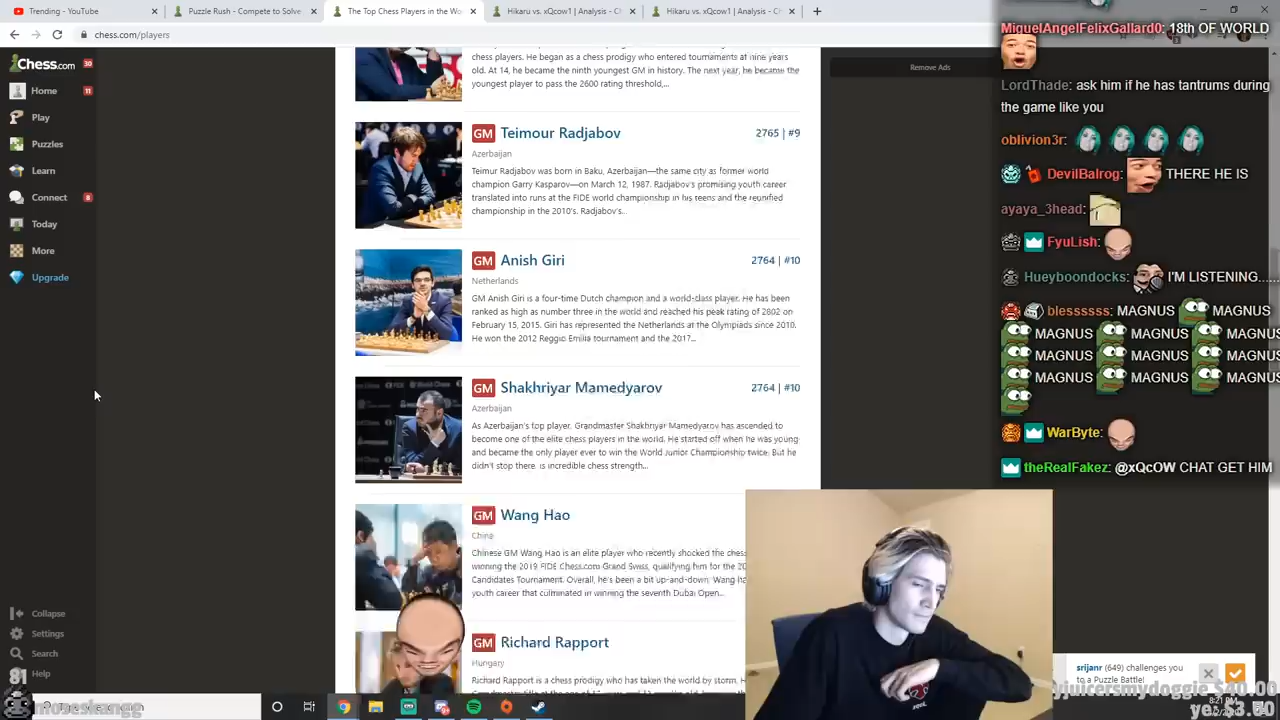 Trending - YouTube
Puzzle Rush - Compete to Solve
The Top Chess Players in the Wo
Hikaru vs. xQcow1 | Analysis - Ch
Hikaru vs. xQcow1 | Analysis - Ch
chess.com/players
Chess.com 30
Home 11
Play
Puzzles
Learn
Connect 8
Today
More
Upgrade
Collapse
Settings
Search
Help
chess players. He began as a chess prodigy who entered tournaments at nine years
old. At 14, he became the ninth youngest GM in history. The next year, he became the
youngest player to pass the 2600 rating threshold,...
GM Teimour Radjabov 2765 | #9
Azerbaijan
Teimur Radjabov was born in Baku, Azerbaijan—the same city as former world
champion Garry Kasparov—on March 12, 1987. Radjabov's promising youth career
translated into runs at the FIDE world championship in his teens and the reunified
championship in the 2010's. Radjabov's...
GM Anish Giri 2764 | #10
Netherlands
GM Anish Giri is a four-time Dutch champion and a world-class player. He has been
ranked as high as number three in the world and reached his peak rating of 2802 on
February 15, 2015. Giri has represented the Netherlands at the Olympiads since 2010.
He won the 2012 Reggio Emilia tournament and the 2017...
GM Shakhriyar Mamedyarov 2764 | #10
Azerbaijan
As Azerbaijan's top player, Grandmaster Shakhriyar Mamedyarov has ascended to
become one of the elite chess players in the world. He started off when he was young
and became the only player ever to win the World Junior Championship twice. But he
didn't stop there, is incredible chess strength...
GM Wang Hao
China
Chinese GM Wang Hao is an elite player who recently shocked the chess
winning the 2019 FIDE Chess.com Grand Swiss, qualifying him for the 20
Candidates Tournament. Overall, he's been a bit up-and-down. Wang ha
youth career that culminated in winning the seventh Dubai Open...
GM Richard Rapport
Hungary
Richard Rapport is a chess prodigy who has taken the world by storm. H
Remove Ads
MiguelAngelFelixGallard0: 18th OF WORLD
LordThade: ask him if he has tantrums during
the game like you
oblivion3r:
DevilBalrog: THERE HE IS
ayaya_3head:
FyuLish:
Hueyboondocks: I'M LISTENING......
blesssssss: MAGNUS MAGNUS
MAGNUS MAGNUS MAGNUS
MAGNUS MAGNUS MAGNUS
MAGNUS MAGNUS MAGNUS
WarByte:
theRealFakez: @xQcOW CHAT GET HIM
srijanr (649) challenges you
to a Puzzle Battle!
81
moseskangg
8:21 PM